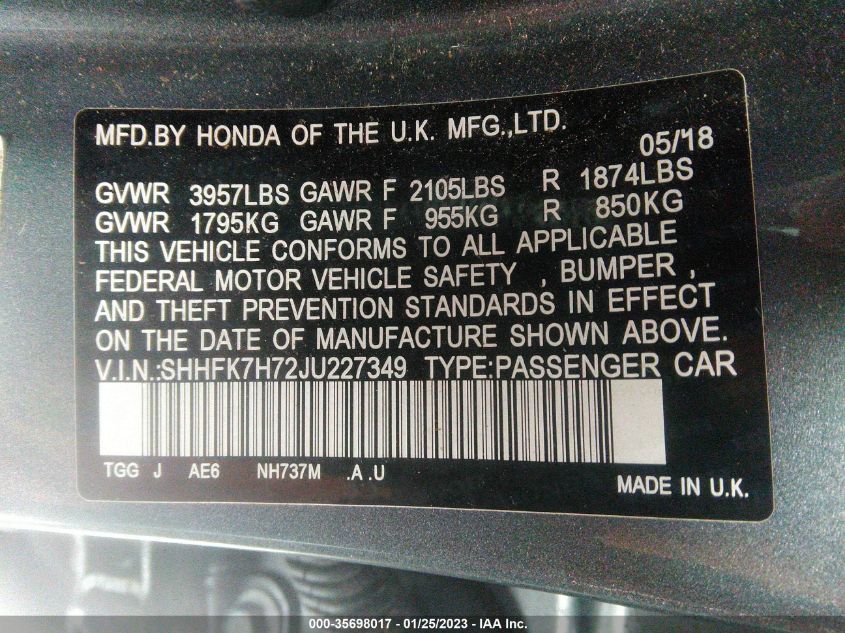 MFD.BY HONDA OF THE U.K. MFG.,LTD.
05/18
GVWR 3957LBS GAWR F 2105LBS R 1874LBS
GVWR 1795KG GAWR F 955KG R 850KG
THIS VEHICLE CONFORMS TO ALL APPLICABLE
FEDERAL MOTOR VEHICLE SAFETY , BUMPER ,
AND THEFT PREVENTION STANDARDS IN EFFECT
ON THE DATE OF MANUFACTURE SHOWN ABOVE.
V.I.N.:SHHFK7H72JU227349 TYPE:PASSENGER CAR
TGG J AE6 NH737M .A .U
MADE IN U.K.
000-35698017 / 01/25/2023 / © IAA Inc.